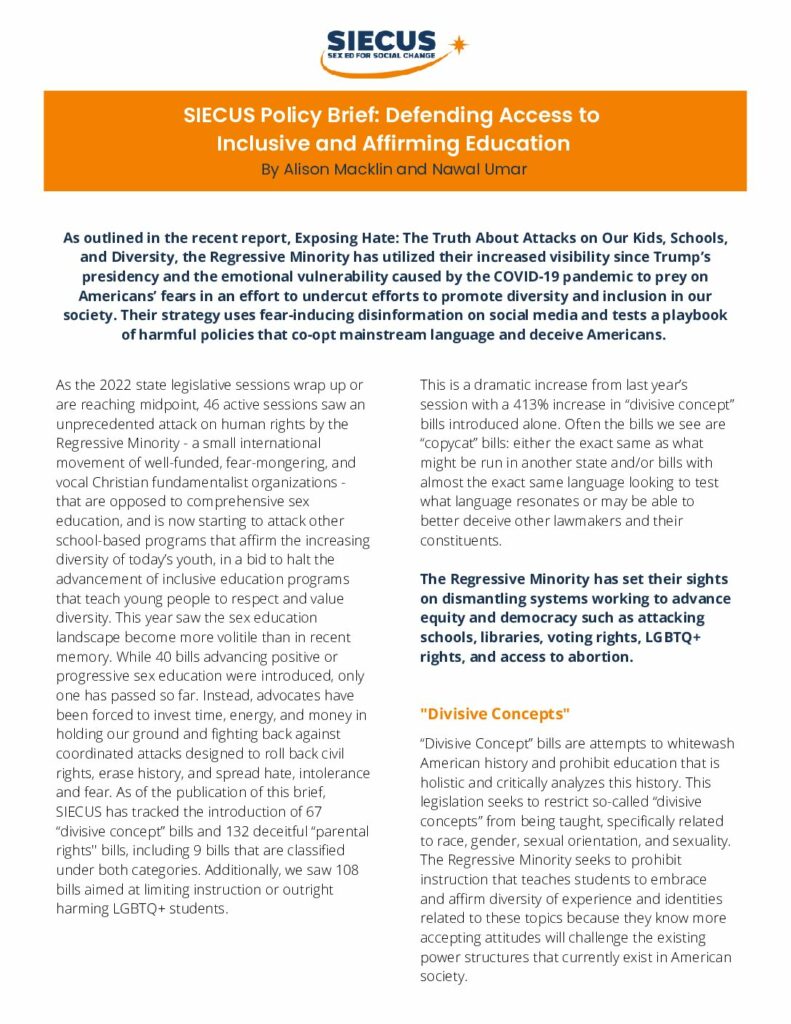 SIECUS
SEX ED FOR SOCIAL CHANGE
SIECUS Policy Brief: Defending Access to
Inclusive and Affirming Education
By Alison Macklin and Nawal Umar
As outlined in the recent report, Exposing Hate: The Truth About Attacks on Our Kids, Schools,
and Diversity, the Regressive Minority has utilized their increased visibility since Trump's
presidency and the emotional vulnerability caused by the COVID-19 pandemic to prey on
Americans' fears in an effort to undercut efforts to promote diversity and inclusion in our
society. Their strategy uses fear-inducing disinformation on social media and tests a playbook
of harmful policies that co-opt mainstream language and deceive Americans.
As the 2022 state legislative sessions wrap up or
are reaching midpoint, 46 active sessions saw an
unprecedented attack on human rights by the
Regressive Minority - a small international
movement of well-funded, fear-mongering, and
vocal Christian fundamentalist organizations -
that are opposed to comprehensive sex
education, and is now starting to attack other
school-based programs that affirm the increasing
diversity of today's youth, in a bid to halt the
advancement of inclusive education programs
that teach young people to respect and value
diversity. This year saw the sex education
landscape become more volitile than in recent
memory. While 40 bills advancing positive or
progressive sex education were introduced, only
one has passed so far. Instead, advocates have
been forced to invest time, energy, and money in
holding our ground and fighting back against
coordinated attacks designed to roll back civil
rights, erase history, and spread hate, intolerance
and fear. As of the publication of this brief,
SIECUS has tracked the introduction of 67
"divisive concept" bills and 132 deceitful "parental
rights" bills, including 9 bills that are classified
under both categories. Additionally, we saw 108
bills aimed at limiting instruction or outright
harming LGBTQ+ students.
This is a dramatic increase from last year's
session with a 413% increase in "divisive concept"
bills introduced alone. Often the bills we see are
"copycat" bills: either the exact same as what
might be run in another state and/or bills with
almost the exact same language looking to test
what language resonates or may be able to
better deceive other lawmakers and their
constituents.
The Regressive Minority has set their sights
on dismantling systems working to advance
equity and democracy such as attacking
schools, libraries, voting rights, LGBTQ+
rights, and access to abortion.
"Divisive Concepts"
"Divisive Concept" bills are attempts to whitewash
American history and prohibit education that is
holistic and critically analyzes this history. This
legislation seeks to restrict so-called "divisive
concepts" from being taught, specifically related
to race, gender, sexual orientation, and sexuality.
The Regressive Minority seeks to prohibit
instruction that teaches students to embrace
and affirm diversity of experience and identities
related to these topics because they know more
accepting attitudes will challenge the existing
power structures that currently exist in American
society.